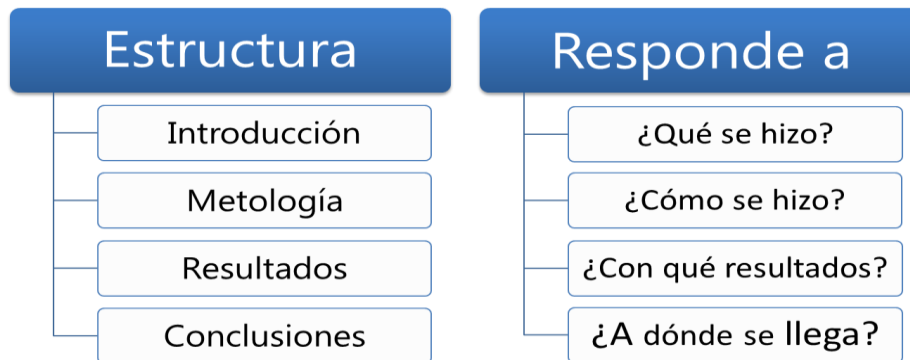 Estructura
Introducción
Metología
Resultados
Conclusiones
Responde a
¿Qué se hizo?
¿Cómo se hizo?
¿Con qué resultados?
¿A dónde se llega?